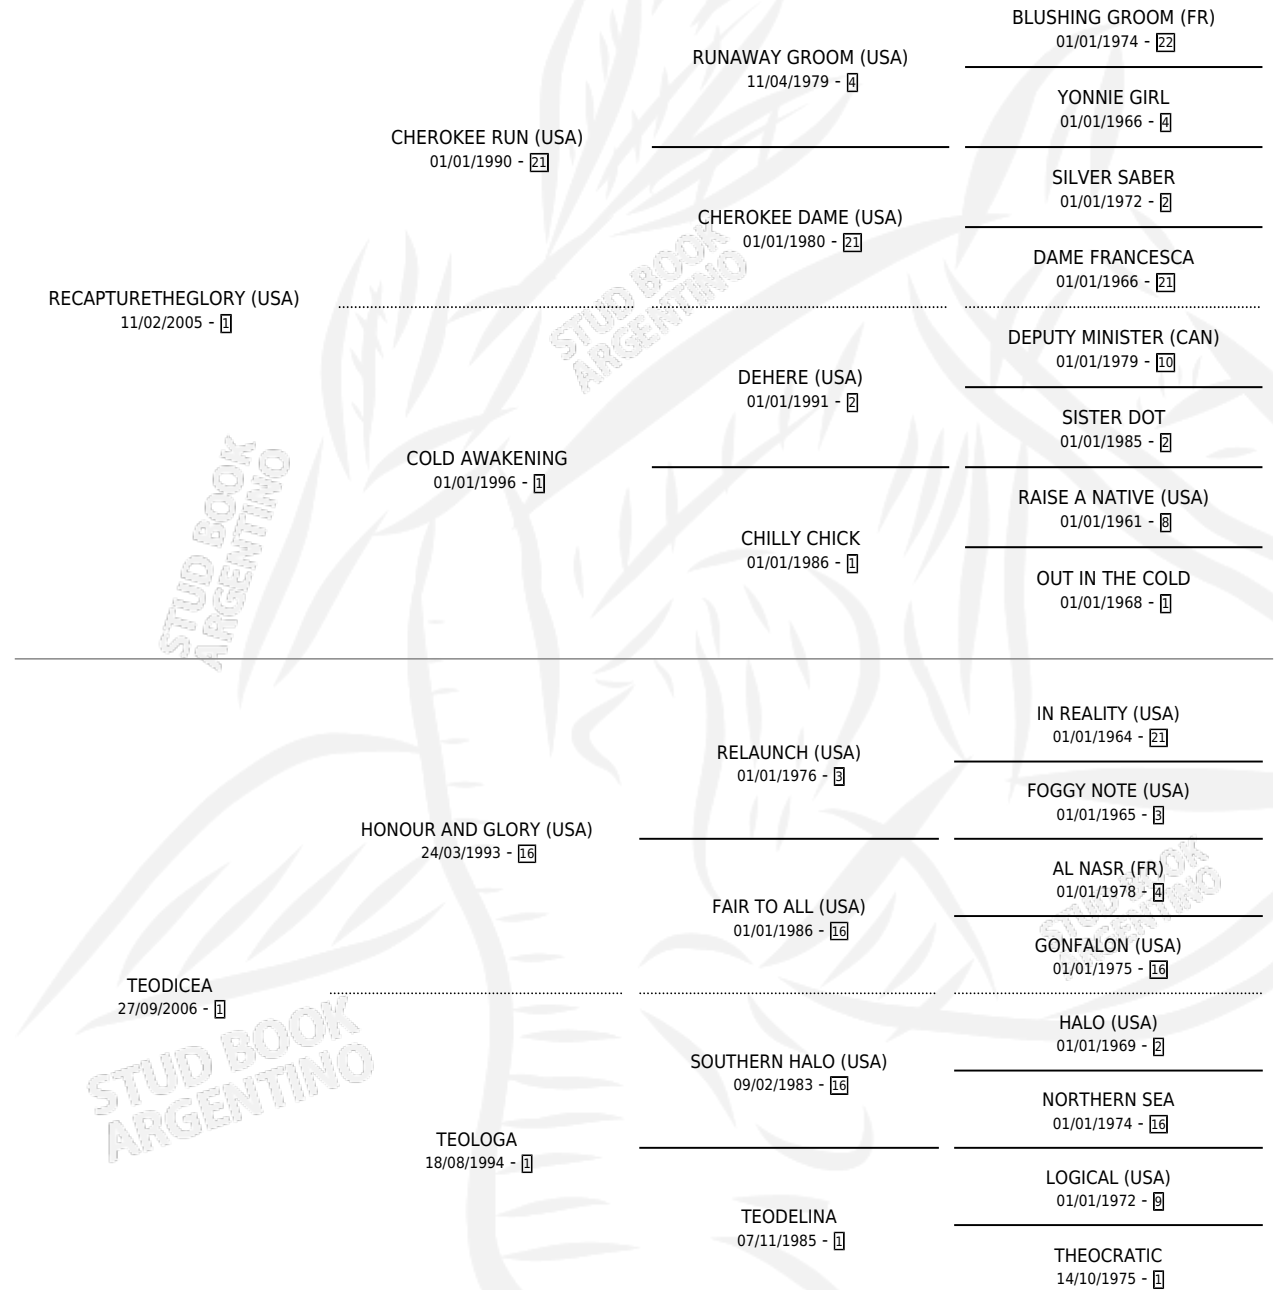 BLUSHING GROOM (FR)
01/01/1974 - 22
RUNAWAY GROOM (USA)
11/04/1979 - 4
YONNIE GIRL
01/01/1966 - 4
CHEROKEE RUN (USA)
01/01/1990 - 21
SILVER SABER
01/01/1972 - 2
CHEROKEE DAME (USA)
01/01/1980 - 21
DAME FRANCESCA
01/01/1966 - 21
RECAPTURETHEGLORY (USA)
11/02/2005 - 1
STUD BOOK
ARGENTINO
DEPUTY MINISTER (CAN)
01/01/1979 - 10
DEHERE (USA)
01/01/1991 - 2
SISTER DOT
01/01/1985 - 2
COLD AWAKENING
01/01/1996 - 1
RAISE A NATIVE (USA)
01/01/1961 - 8
CHILLY CHICK
01/01/1986 - 1
OUT IN THE COLD
01/01/1968 - 1
STUD BOOK
ARGENTINO
IN REALITY (USA)
01/01/1964 - 21
RELAUNCH (USA)
01/01/1976 - 3
FOGGY NOTE (USA)
01/01/1965 - 3
HONOUR AND GLORY (USA)
24/03/1993 - 16
AL NASR (FR)
01/01/1978 - 4
FAIR TO ALL (USA)
01/01/1986 - 16
GONFALON (USA)
01/01/1975 - 16
STUD BOOK
ARGENTINO
TEODICEA
27/09/2006 - 1
HALO (USA)
01/01/1969 - 2
SOUTHERN HALO (USA)
09/02/1983 - 16
NORTHERN SEA
01/01/1974 - 16
STUD BOOK
ARGENTINO
TEOLOGA
18/08/1994 - 1
LOGICAL (USA)
01/01/1972 - 9
TEODELINA
07/11/1985 - 1
THEOCRATIC
14/10/1975 - 1